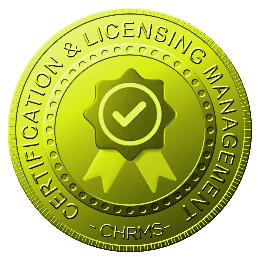 CERTIFICATION & LICENSING MANAGEMENT
- CHRMS -